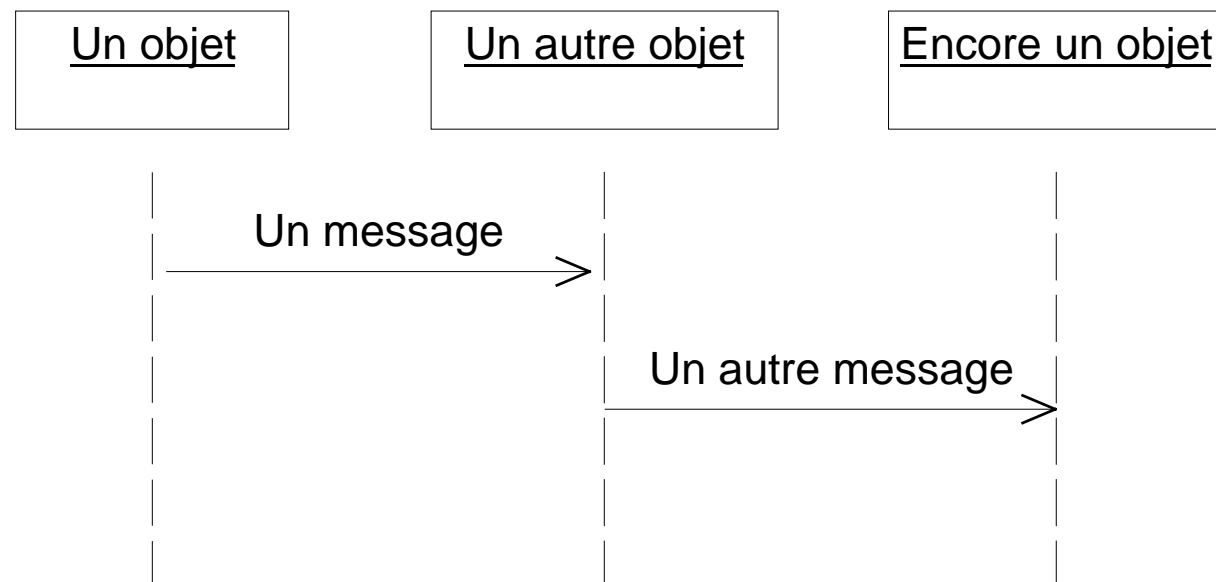 Un objet
Un autre objet
Encore un objet
Un message
Un autre message